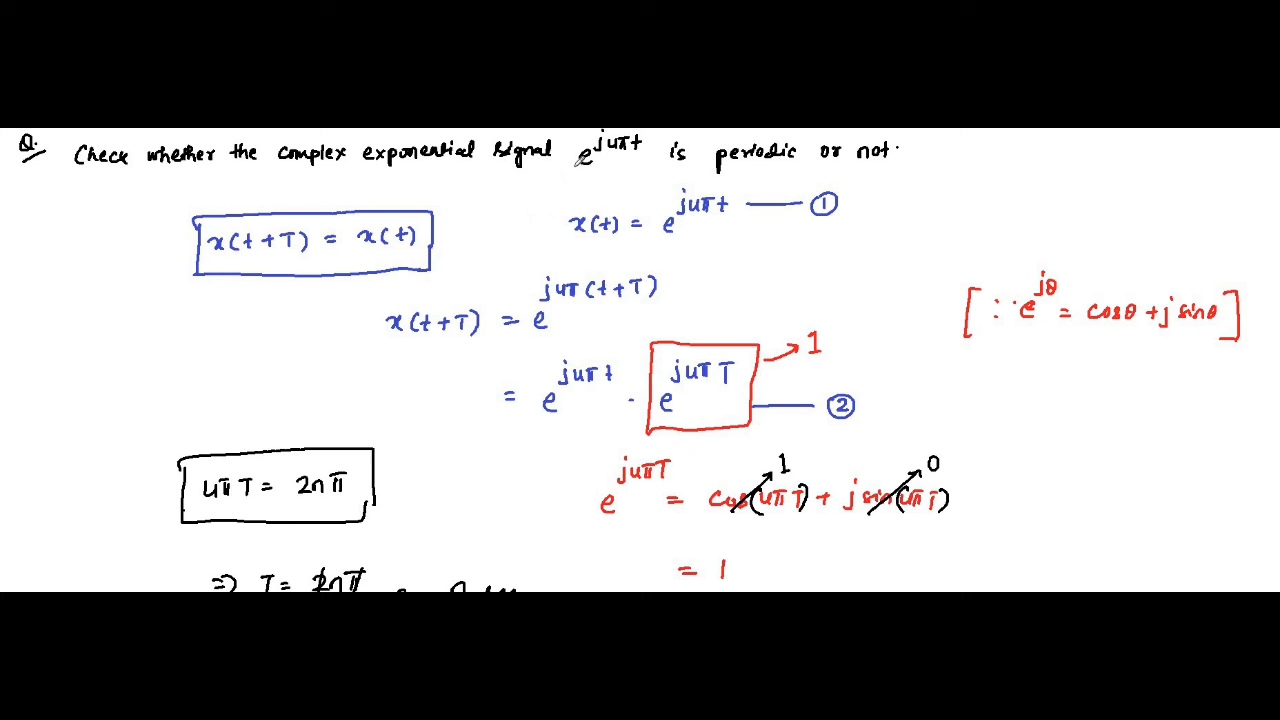 Q. Check whether the complex exponential signal e^{j4πt} is periodic or not.
x(t+T) = x(t)
x(t) = e^{j4πt} —— ①
x(t+T) = e^{j4π(t+T)}
[∵ e^{jθ} = cosθ + j sinθ]
= e^{j4πt} · e^{j4πT} → 1 —— ②
4πT = 2nπ
e^{j4πT} = cos(4πT) 1 + j sin(4πT) 0
= 1
⇒ T = 2nπ =